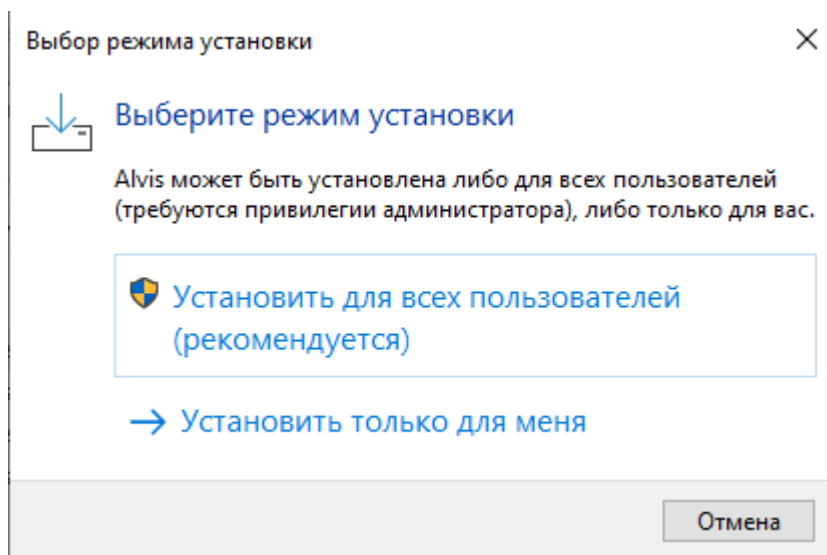 Выбор режима установки
Выберите режим установки
Alvis может быть установлена либо для всех пользователей
(требуются привилегии администратора), либо только для вас.
Установить для всех пользователей
(рекомендуется)
Установить только для меня
Отмена